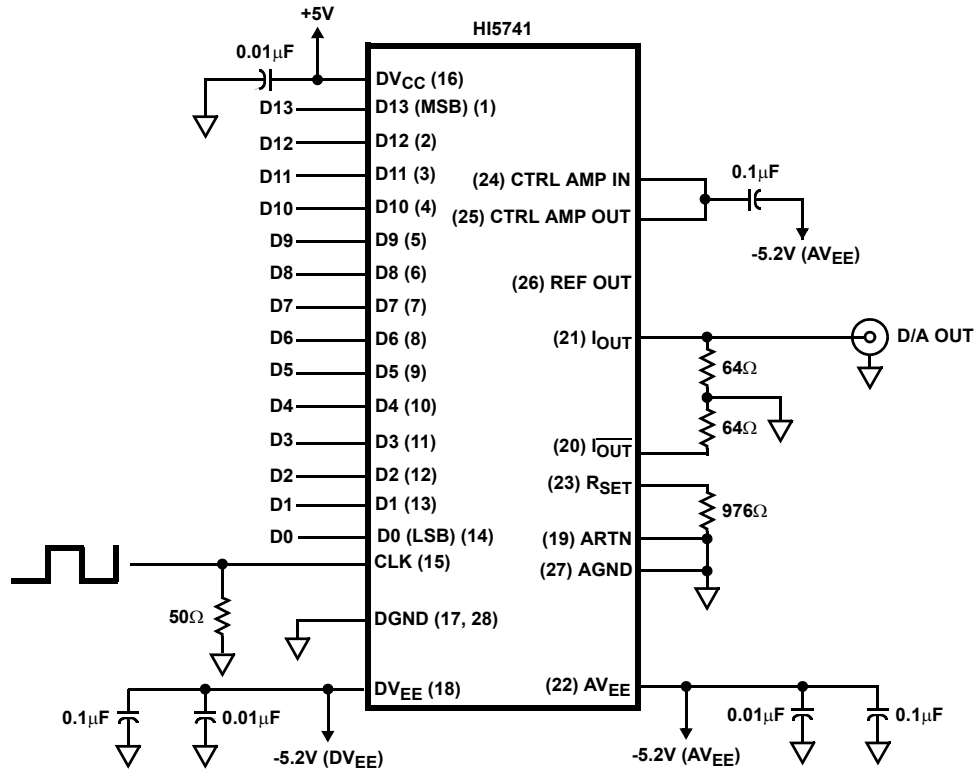 +5V
HI5741
0.01μF
DVCC (16)
D13
D13 (MSB) (1)
D12
D12 (2)
D11
D11 (3)
D10
D10 (4)
D9
D9 (5)
D8
D8 (6)
D7
D7 (7)
D6
D6 (8)
D5
D5 (9)
D4
D4 (10)
D3
D3 (11)
D2
D2 (12)
D1
D1 (13)
D0
D0 (LSB) (14)
CLK (15)
50Ω
DGND (17, 28)
DVEE (18)
0.1μF
0.01μF
-5.2V (DVEE)
(24) CTRL AMP IN
0.1μF
(25) CTRL AMP OUT
-5.2V (AVEE)
(26) REF OUT
(21) IOUT
D/A OUT
64Ω
64Ω
(20) I̅O̅U̅T̅
(23) RSET
976Ω
(19) ARTN
(27) AGND
(22) AVEE
0.01μF
0.1μF
-5.2V (AVEE)